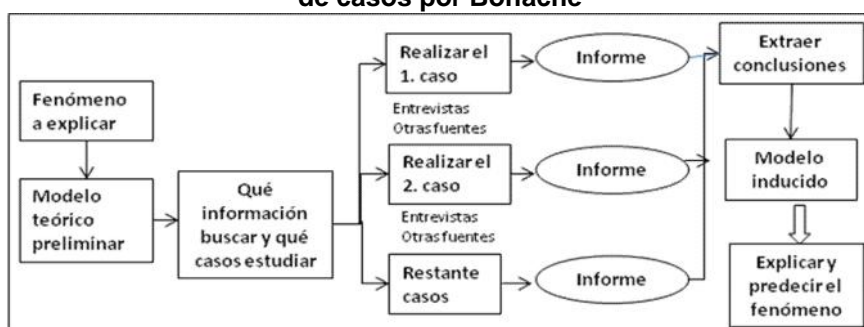 de casos por Bonache
Fenómeno
a explicar
Modelo
teórico
preliminar
Qué
información
buscar y qué
casos estudiar
Realizar el
1. caso
Entrevistas
Otras fuentes
Realizar el
2. caso
Entrevistas
Otras fuentes
Restante
casos
Informe
Informe
Informe
Extraer
conclusiones
Modelo
inducido
Explicar y
predecir el
fenómeno